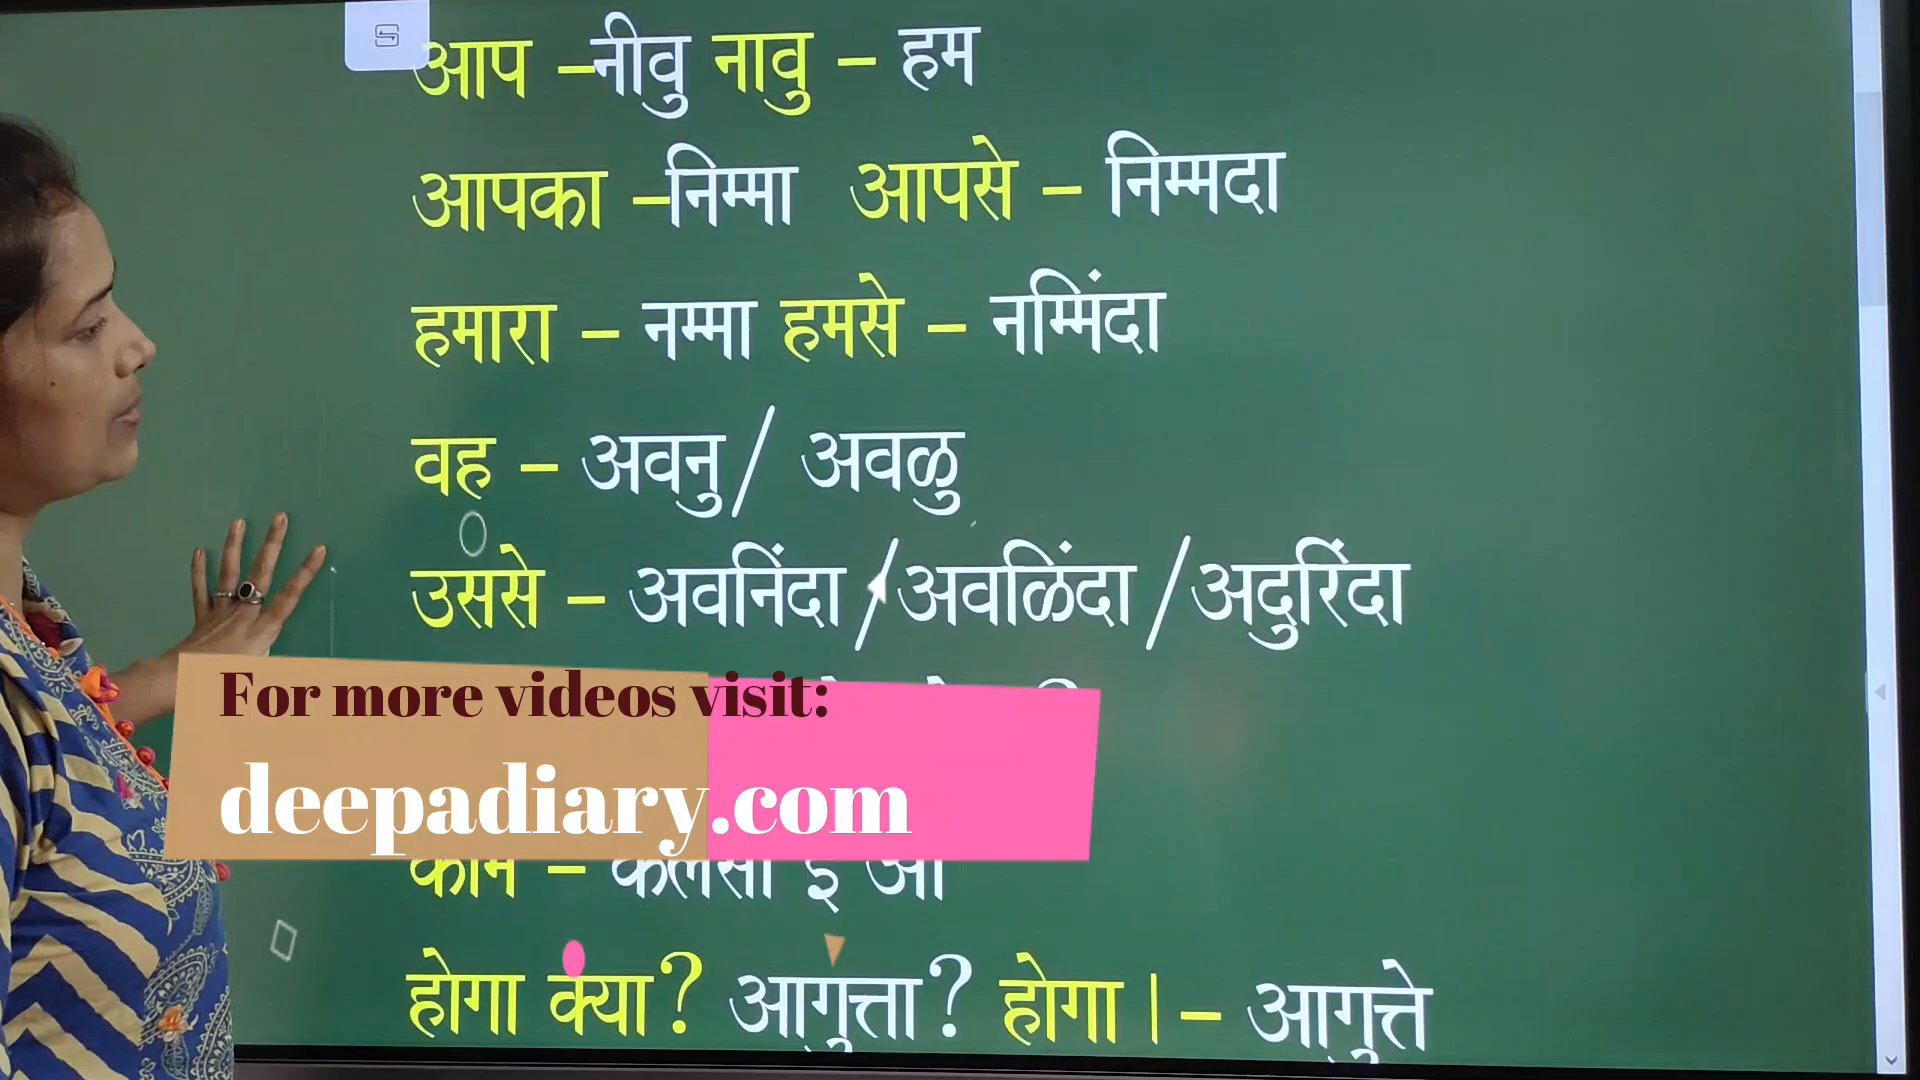 आप –नीवु नावु – हम
आपका –निम्मा आपसे – निम्मदा
हमारा – नम्मा हमसे – नम्मिंदा
वह – अवनु/ अवळु
उससे – अवनिंदा /अवळिंदा /अदुरिंदा
For more videos visit:
deepadiary.com
काम – कलसा इ आ
होगा क्या? आगुत्ता? होगा। – आगुत्ते